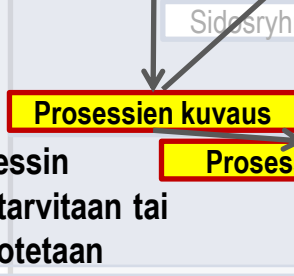 Sidosryh
Prosessien kuvaus
Proses
essin
tarvitaan tai
otetaan